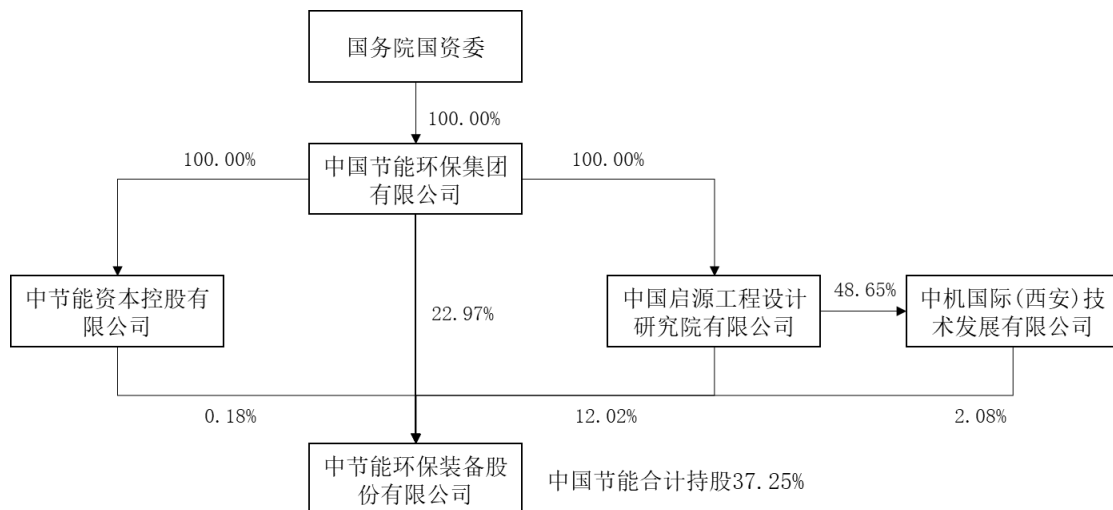 国务院国资委
100.00%
100.00%
中国节能环保集团
有限公司
100.00%
中节能资本控股有
限公司
22.97%
中国启源工程设计
研究院有限公司
48.65%
中机国际(西安)技
术发展有限公司
0.18%
12.02%
2.08%
中节能环保装备股
份有限公司
中国节能合计持股37.25%